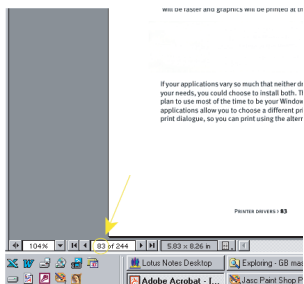 will be faster and graphics will be printed at th
If your applications vary so much that neither d
your needs, you could choose to install both. Th
plan to use most of the time to be your Window
applications allow you to choose a different pri
print dialogue, so you can print using the altern
PRINTER DRIVERS > 83
104% 83 of 244 5.83 x 8.26 in
Lotus Notes Desktop Exploring - GB mas
Adobe Acrobat - [... Jasc Paint Shop P